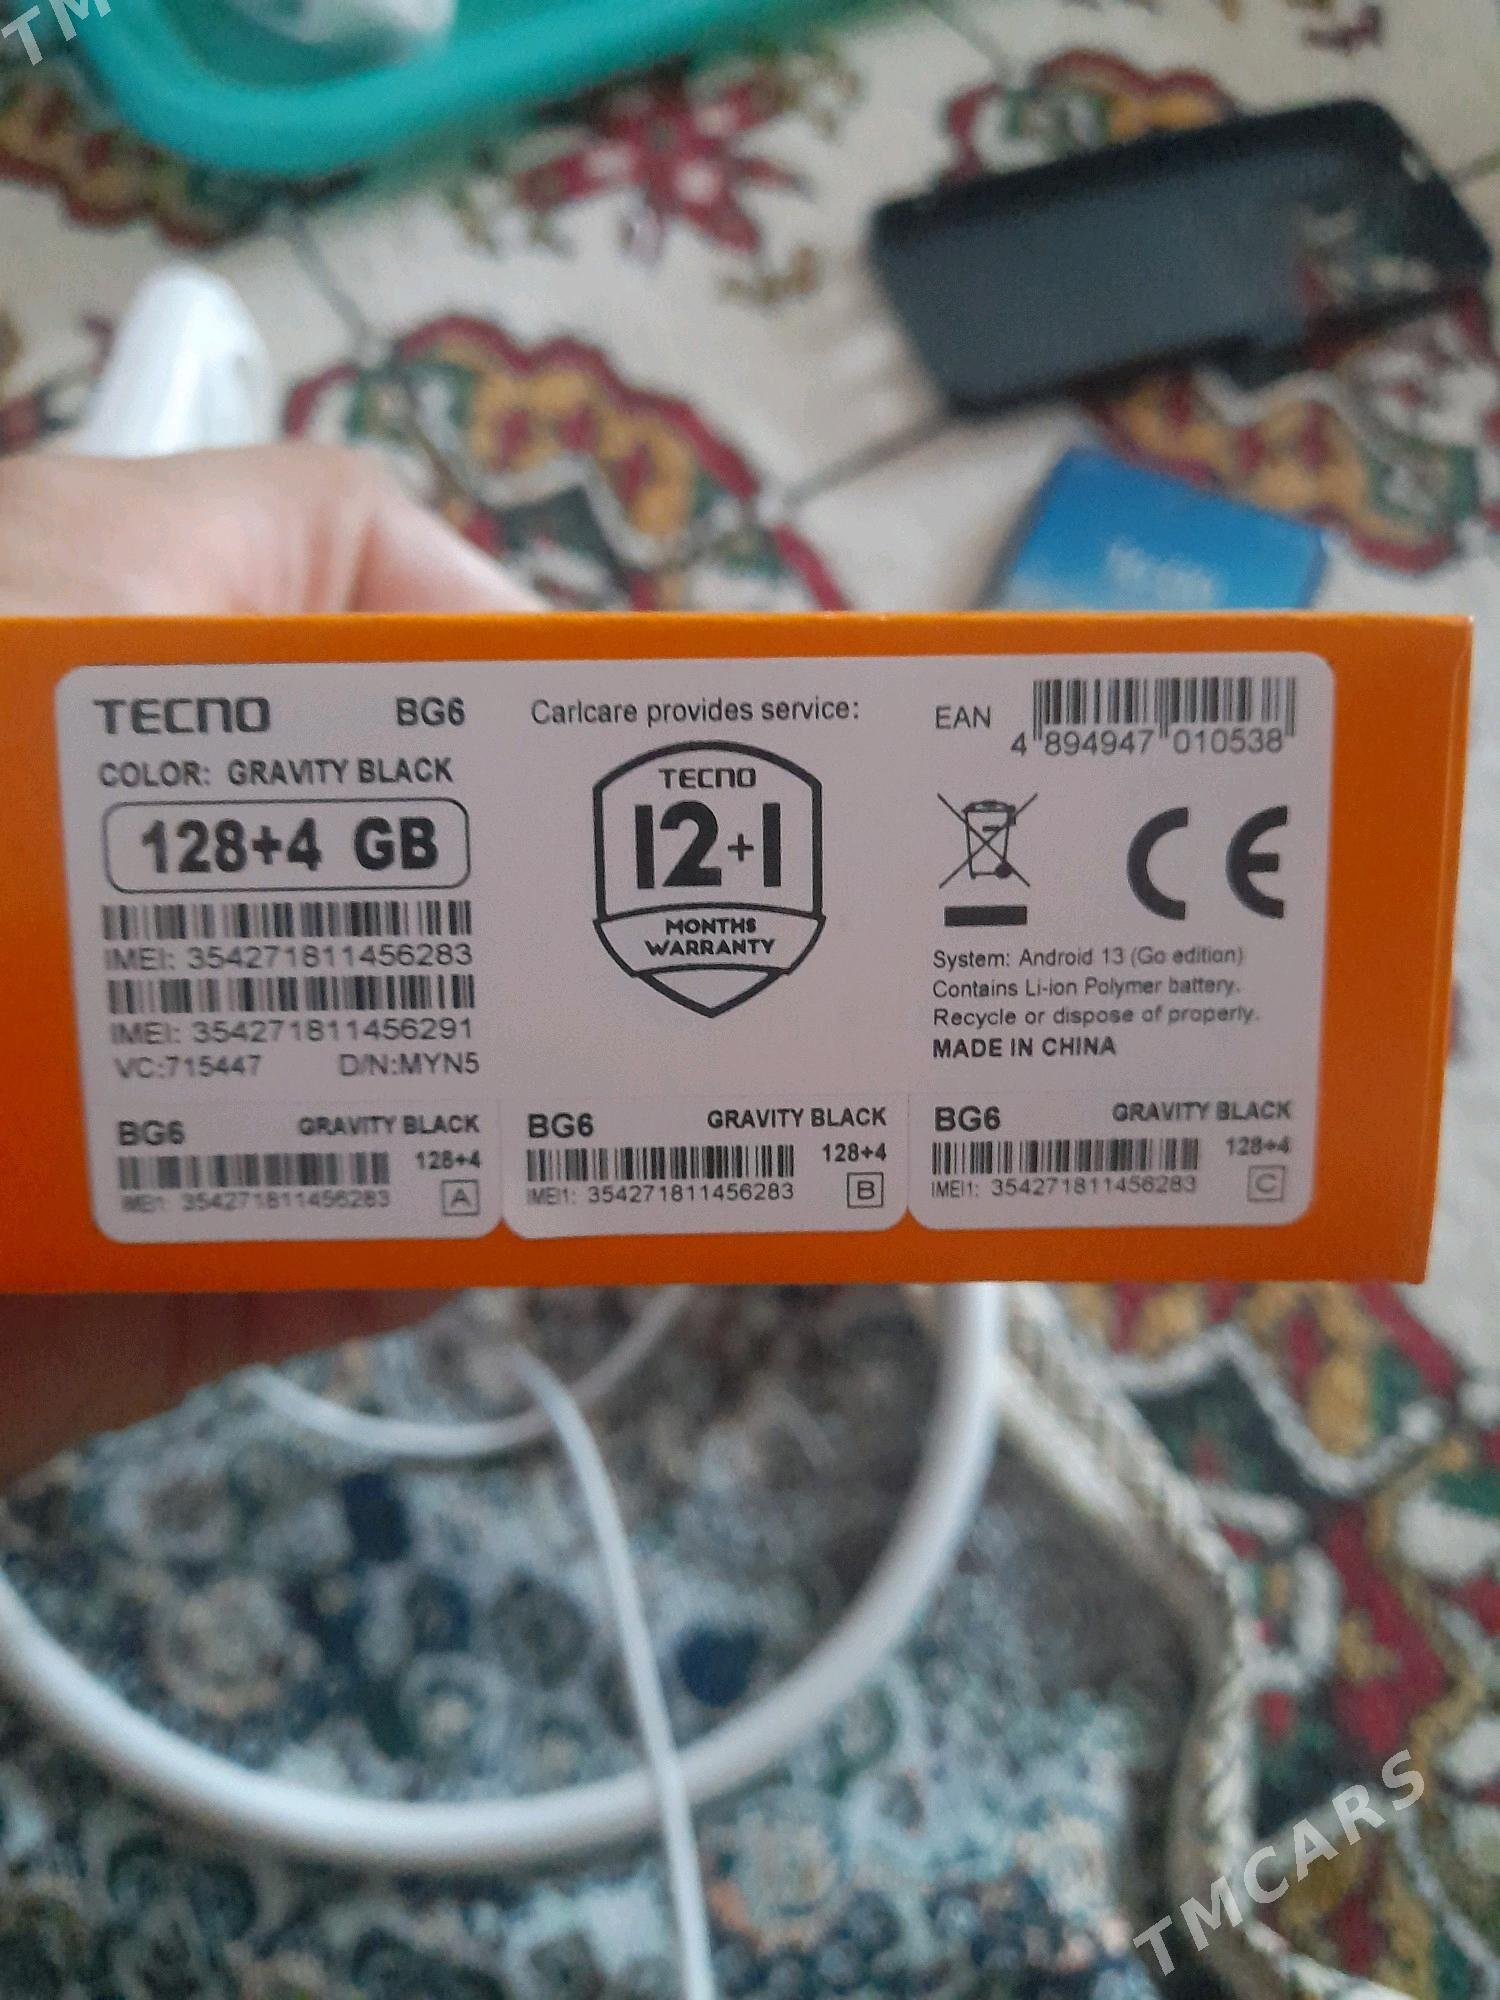 TM
TECNO BG6
COLOR: GRAVITY BLACK
128+4 GB
IMEI: 354271811456283
IMEI: 354271811456291
VC:715447 D/N:MYN5
Carlcare provides service:
TECNO
12+1
MONTHS
WARRANTY
EAN
4 894947 010538
CE
System: Android 13 (Go edition)
Contains Li-ion Polymer battery.
Recycle or dispose of properly.
MADE IN CHINA
BG6 GRAVITY BLACK
128+4
IMEI1: 354271811456283 A
BG6 GRAVITY BLACK
128+4
IMEI1: 354271811456283 B
BG6 GRAVITY BLACK
128+4
IMEI1: 354271811456283 C
TMCARS